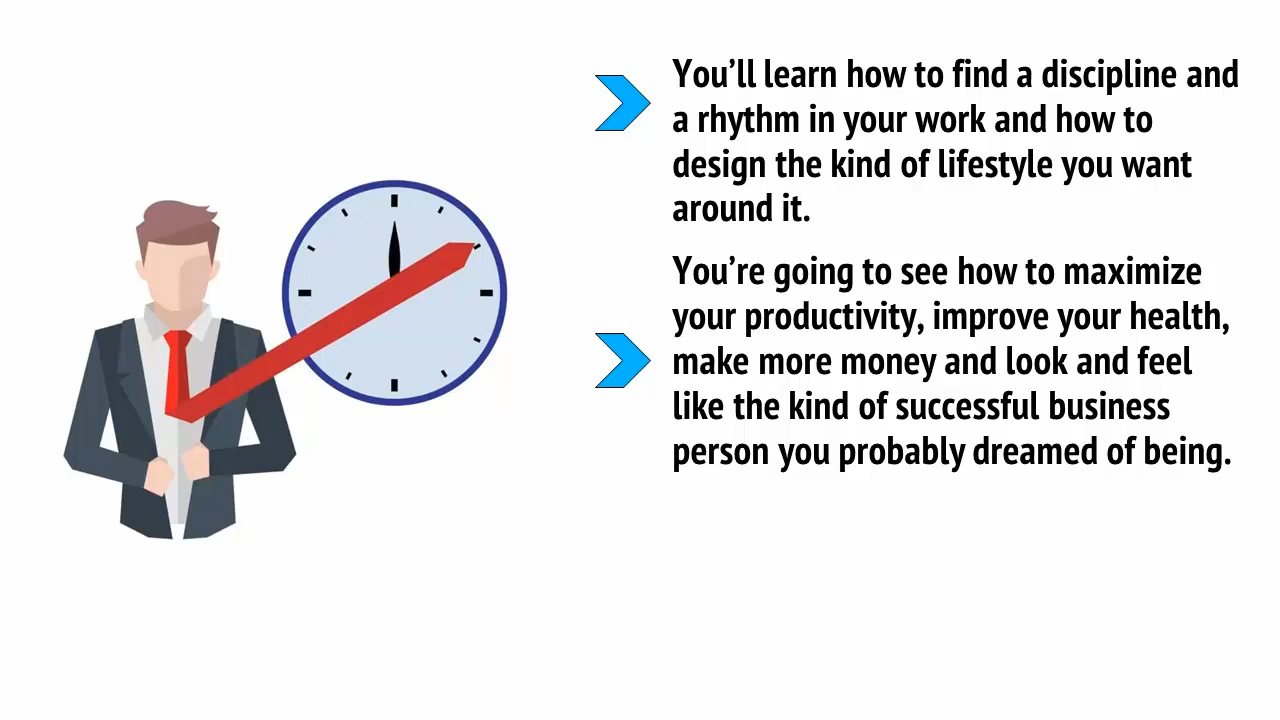 You’ll learn how to find a discipline and
a rhythm in your work and how to
design the kind of lifestyle you want
around it.
You’re going to see how to maximize
your productivity, improve your health,
make more money and look and feel
like the kind of successful business
person you probably dreamed of being.